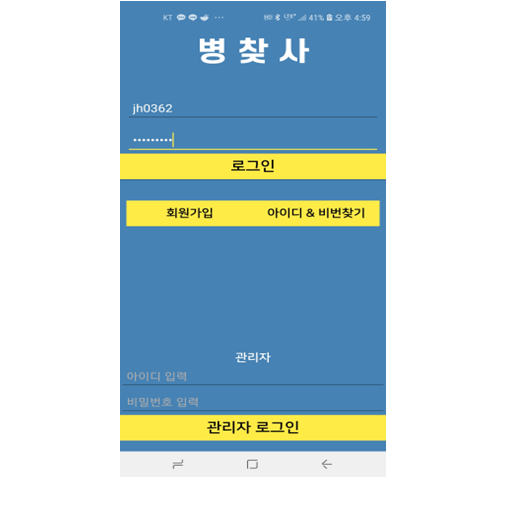 KT ... 41% 오후 4:59
병 찾 사
jh0362
•••••••••
로그인
회원가입 아이디 & 비번찾기
관리자
아이디 입력
비밀번호 입력
관리자 로그인